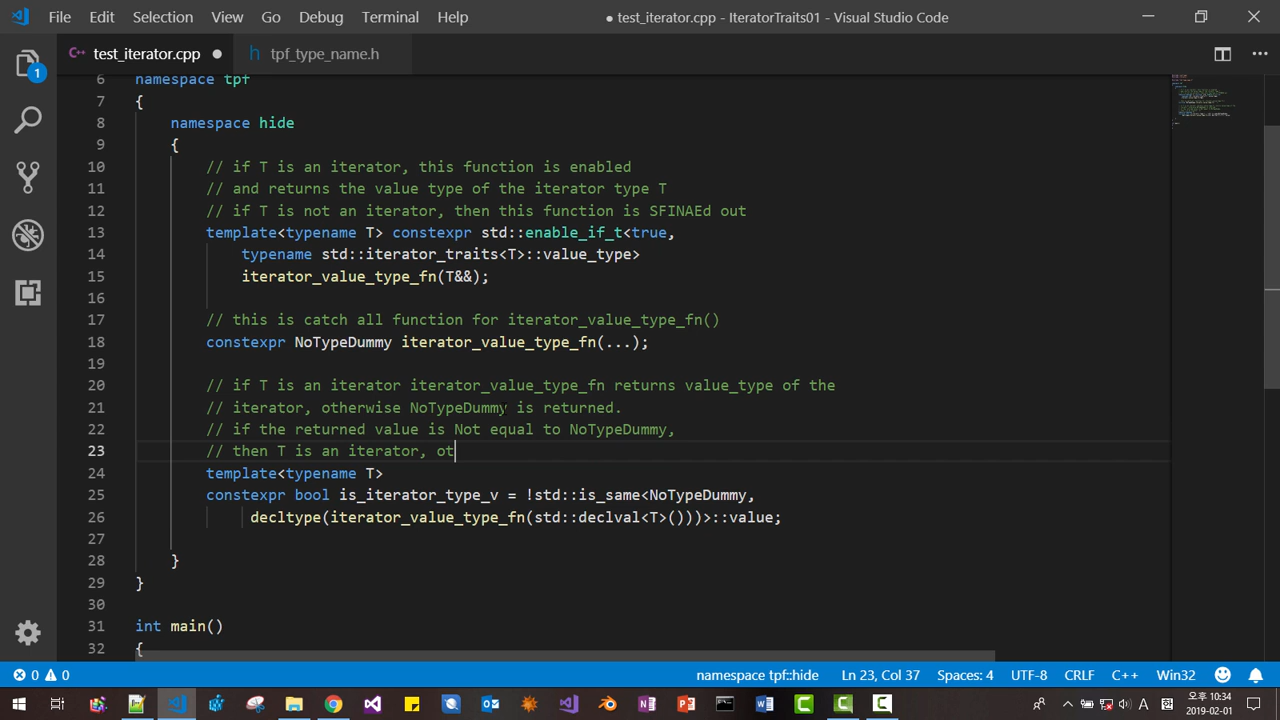 File Edit Selection View Go Debug Terminal Help ● test_iterator.cpp - IteratorTraits01 - Visual Studio Code
test_iterator.cpp ● h tpf_type_name.h
1
6 namespace tpf
7 {
8 namespace hide
9 {
10 // if T is an iterator, this function is enabled
11 // and returns the value type of the iterator type T
12 // if T is not an iterator, then this function is SFINAEd out
13 template<typename T> constexpr std::enable_if_t<true,
14 typename std::iterator_traits<T>::value_type>
15 iterator_value_type_fn(T&&);
16
17 // this is catch all function for iterator_value_type_fn()
18 constexpr NoTypeDummy iterator_value_type_fn(...);
19
20 // if T is an iterator iterator_value_type_fn returns value_type of the
21 // iterator, otherwise NoTypeDummy is returned.
22 // if the returned value is Not equal to NoTypeDummy,
23 // then T is an iterator, ot
24 template<typename T>
25 constexpr bool is_iterator_type_v = !std::is_same<NoTypeDummy,
26 decltype(iterator_value_type_fn(std::declval<T>()))>::value;
27
28 }
29 }
30
31 int main()
32 {
0 0 namespace tpf::hide Ln 23, Col 37 Spaces: 4 UTF-8 CRLF C++ Win32
A 오후 10:34
2019-02-01